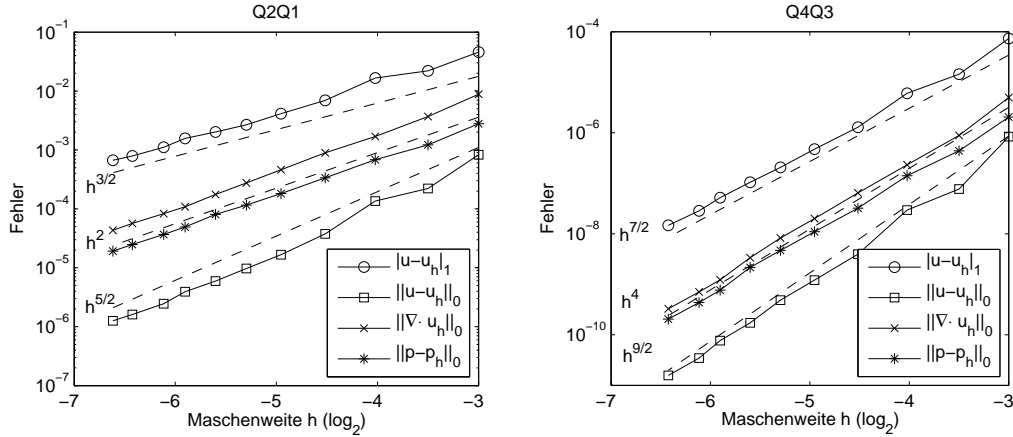 Q2Q1
10^−1
10^−2
10^−3
10^−4
10^−5
10^−6
10^−7
Fehler
h^3/2
h^2
h^5/2
|u−u_h|_1
||u−u_h||_0
||∇· u_h||_0
||p−p_h||_0
−7 −6 −5 −4 −3
Maschenweite h (log_2)
Q4Q3
10^−4
10^−6
10^−8
10^−10
Fehler
h^7/2
h^4
h^9/2
|u−u_h|_1
||u−u_h||_0
||∇· u_h||_0
||p−p_h||_0
−7 −6 −5 −4 −3
Maschenweite h (log_2)